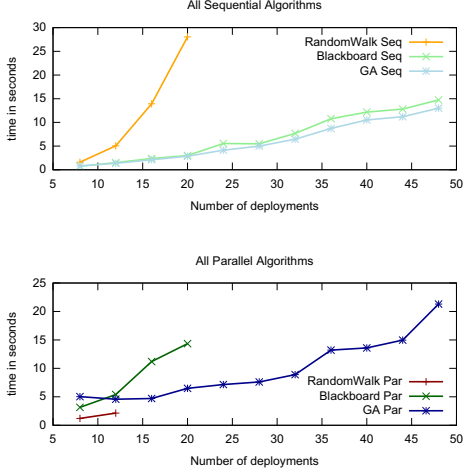 All Sequential Algorithms
30
25
20
15
10
5
0
time in seconds
RandomWalk Seq
Blackboard Seq
GA Seq
5 10 15 20 25 30 35 40 45 50
Number of deployments
All Parallel Algorithms
25
20
15
10
5
0
time in seconds
RandomWalk Par
Blackboard Par
GA Par
5 10 15 20 25 30 35 40 45 50
Number of deployments